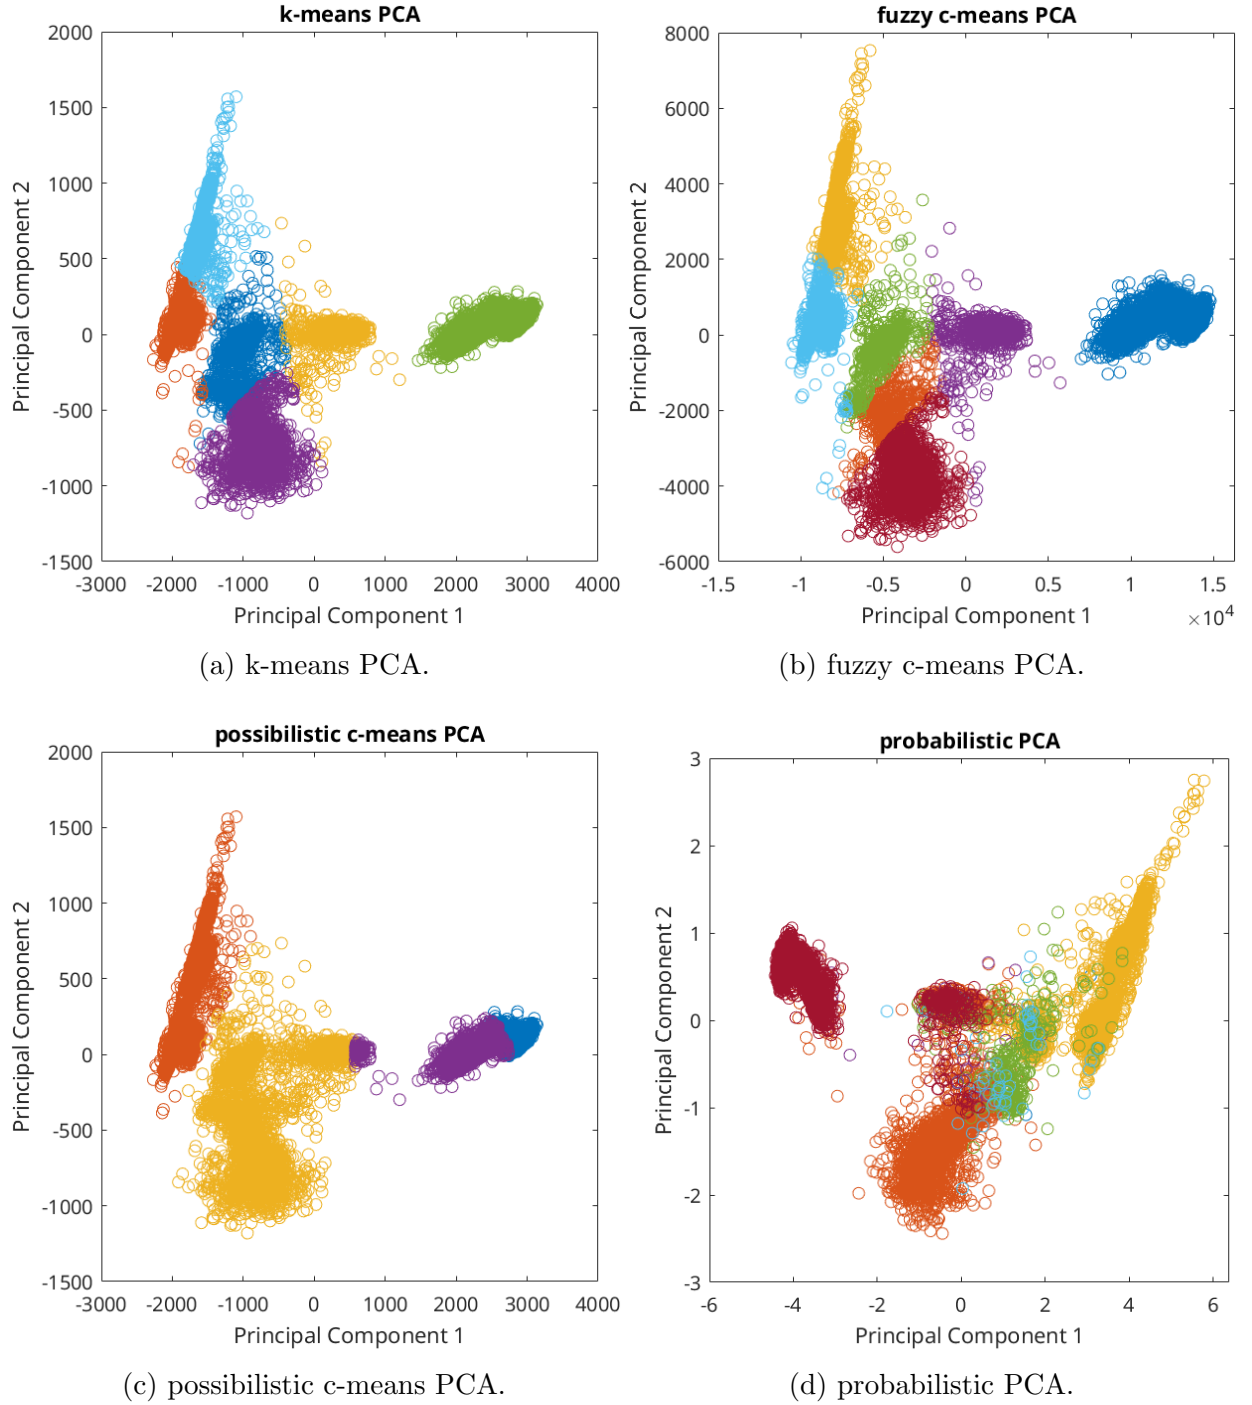 k-means PCA
2000
1500
1000
500
0
-500
-1000
-1500
-3000 -2000 -1000 0 1000 2000 3000 4000
Principal Component 1
Principal Component 2
(a) k-means PCA.
fuzzy c-means PCA
8000
6000
4000
2000
0
-2000
-4000
-6000
-1.5 -1 -0.5 0 0.5 1 1.5
×10⁴
Principal Component 1
Principal Component 2
(b) fuzzy c-means PCA.
possibilistic c-means PCA
2000
1500
1000
500
0
-500
-1000
-1500
-3000 -2000 -1000 0 1000 2000 3000 4000
Principal Component 1
Principal Component 2
(c) possibilistic c-means PCA.
probabilistic PCA
3
2
1
0
-1
-2
-3
-6 -4 -2 0 2 4 6
Principal Component 1
Principal Component 2
(d) probabilistic PCA.